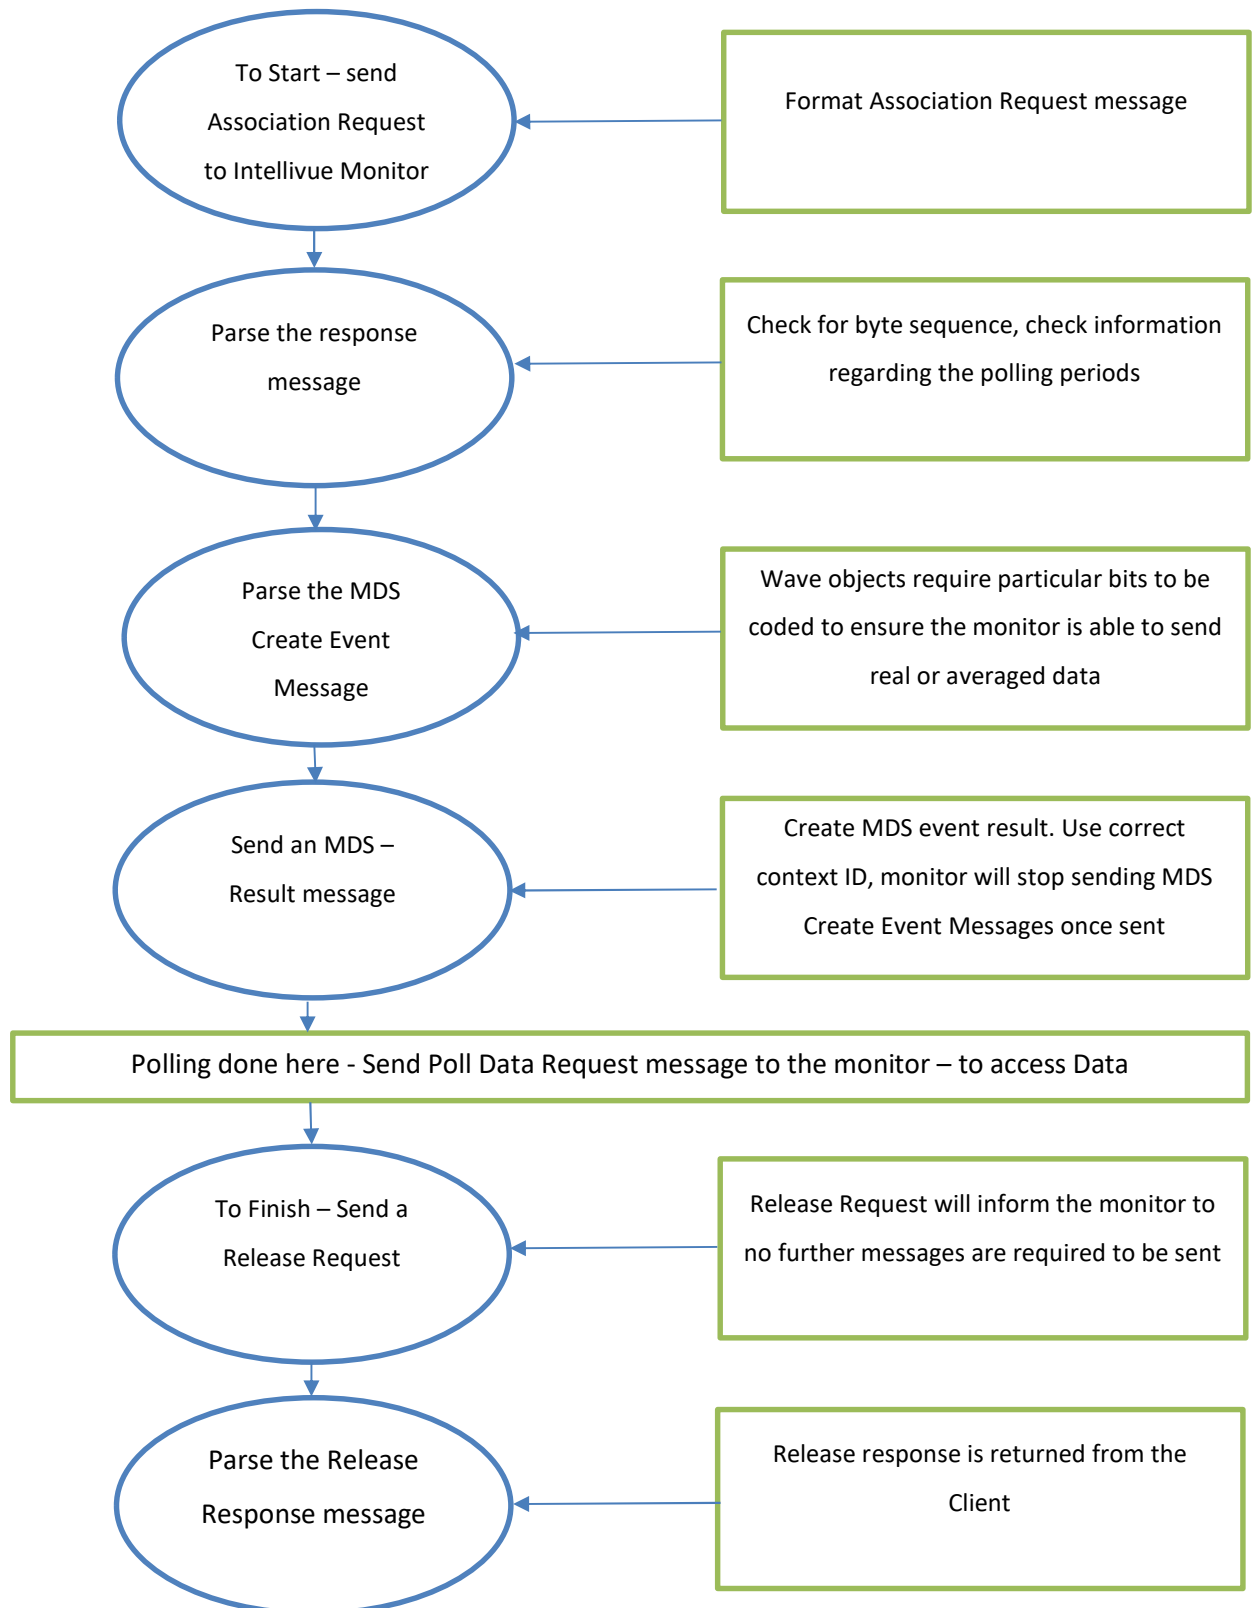 To Start – send
Association Request
to Intellivue Monitor
Format Association Request message
Parse the response
message
Check for byte sequence, check information
regarding the polling periods
Parse the MDS
Create Event
Message
Wave objects require particular bits to be
coded to ensure the monitor is able to send
real or averaged data
Send an MDS –
Result message
Create MDS event result. Use correct
context ID, monitor will stop sending MDS
Create Event Messages once sent
Polling done here - Send Poll Data Request message to the monitor – to access Data
To Finish – Send a
Release Request
Release Request will inform the monitor to
no further messages are required to be sent
Parse the Release
Response message
Release response is returned from the
Client